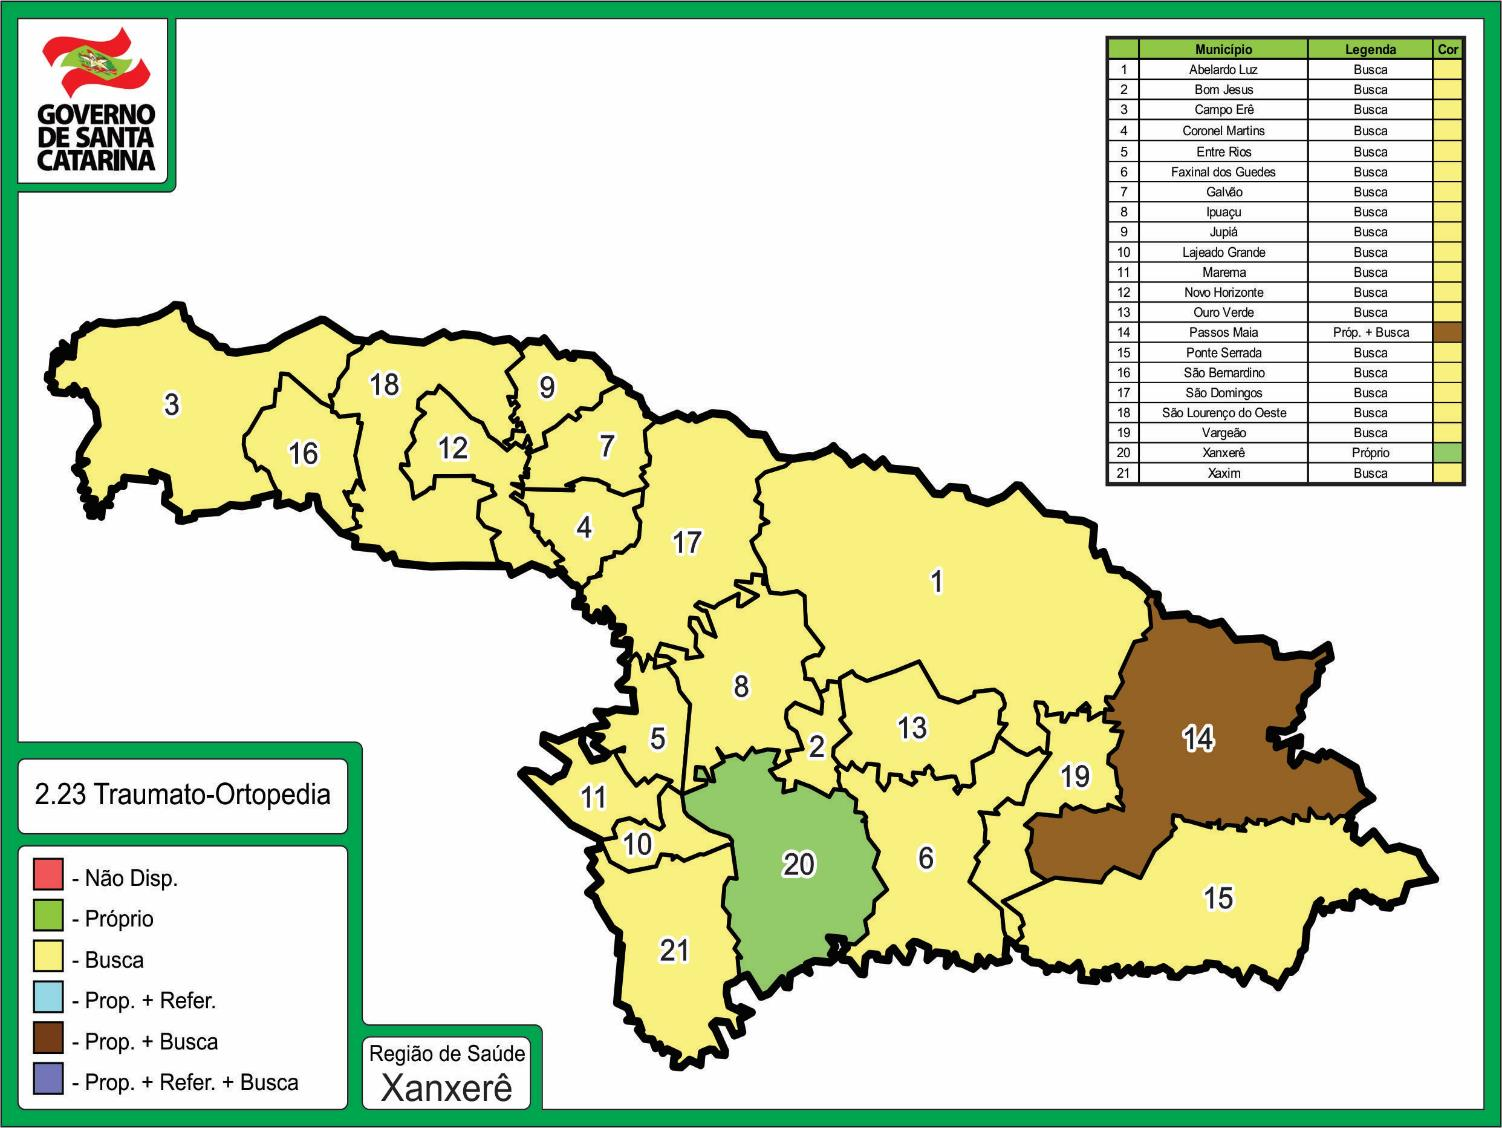 GOVERNO
DE SANTA
CATARINA
Município Legenda Cor
1 Abelardo Luz Busca
2 Bom Jesus Busca
3 Campo Erê Busca
4 Coronel Martins Busca
5 Entre Rios Busca
6 Faxinal dos Guedes Busca
7 Galvão Busca
8 Ipuaçu Busca
9 Jupiá Busca
10 Lajeado Grande Busca
11 Marema Busca
12 Novo Horizonte Busca
13 Ouro Verde Busca
14 Passos Maia Próp. + Busca
15 Ponte Serrada Busca
16 São Bernardino Busca
17 São Domingos Busca
18 São Lourenço do Oeste Busca
19 Vargeão Busca
20 Xanxerê Próprio
21 Xaxim Busca
3
18
9
16
12
7
4
17
1
8
5
2
13
14
19
11
10
20
6
15
21
2.23 Traumato-Ortopedia
- Não Disp.
- Próprio
- Busca
- Prop. + Refer.
- Prop. + Busca
- Prop. + Refer. + Busca
Região de Saúde
Xanxerê